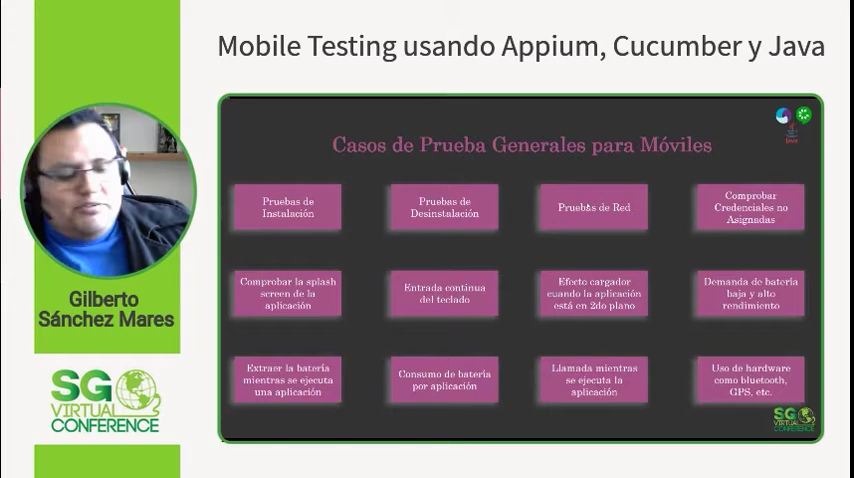 Mobile Testing usando Appium, Cucumber y Java
Casos de Prueba Generales para Móviles
Java
Pruebas de
Instalación
Pruebas de
Desinstalación
Pruebas de Red
Comprobar
Credenciales no
Asignadas
Comprobar la splash
screen de la
aplicación
Entrada continua
del teclado
Efecto cargador
cuando la aplicación
está en 2do plano
Demanda de batería
baja y alto
rendimiento
Extraer la batería
mientras se ejecuta
una aplicación
Consumo de batería
por aplicación
Llamada mientras
se ejecuta la
aplicación
Uso de hardware
como bluetooth,
GPS, etc.
SG
VIRTUAL
CONFERENCE
Gilberto
Sánchez Mares
SG
VIRTUAL
CONFERENCE